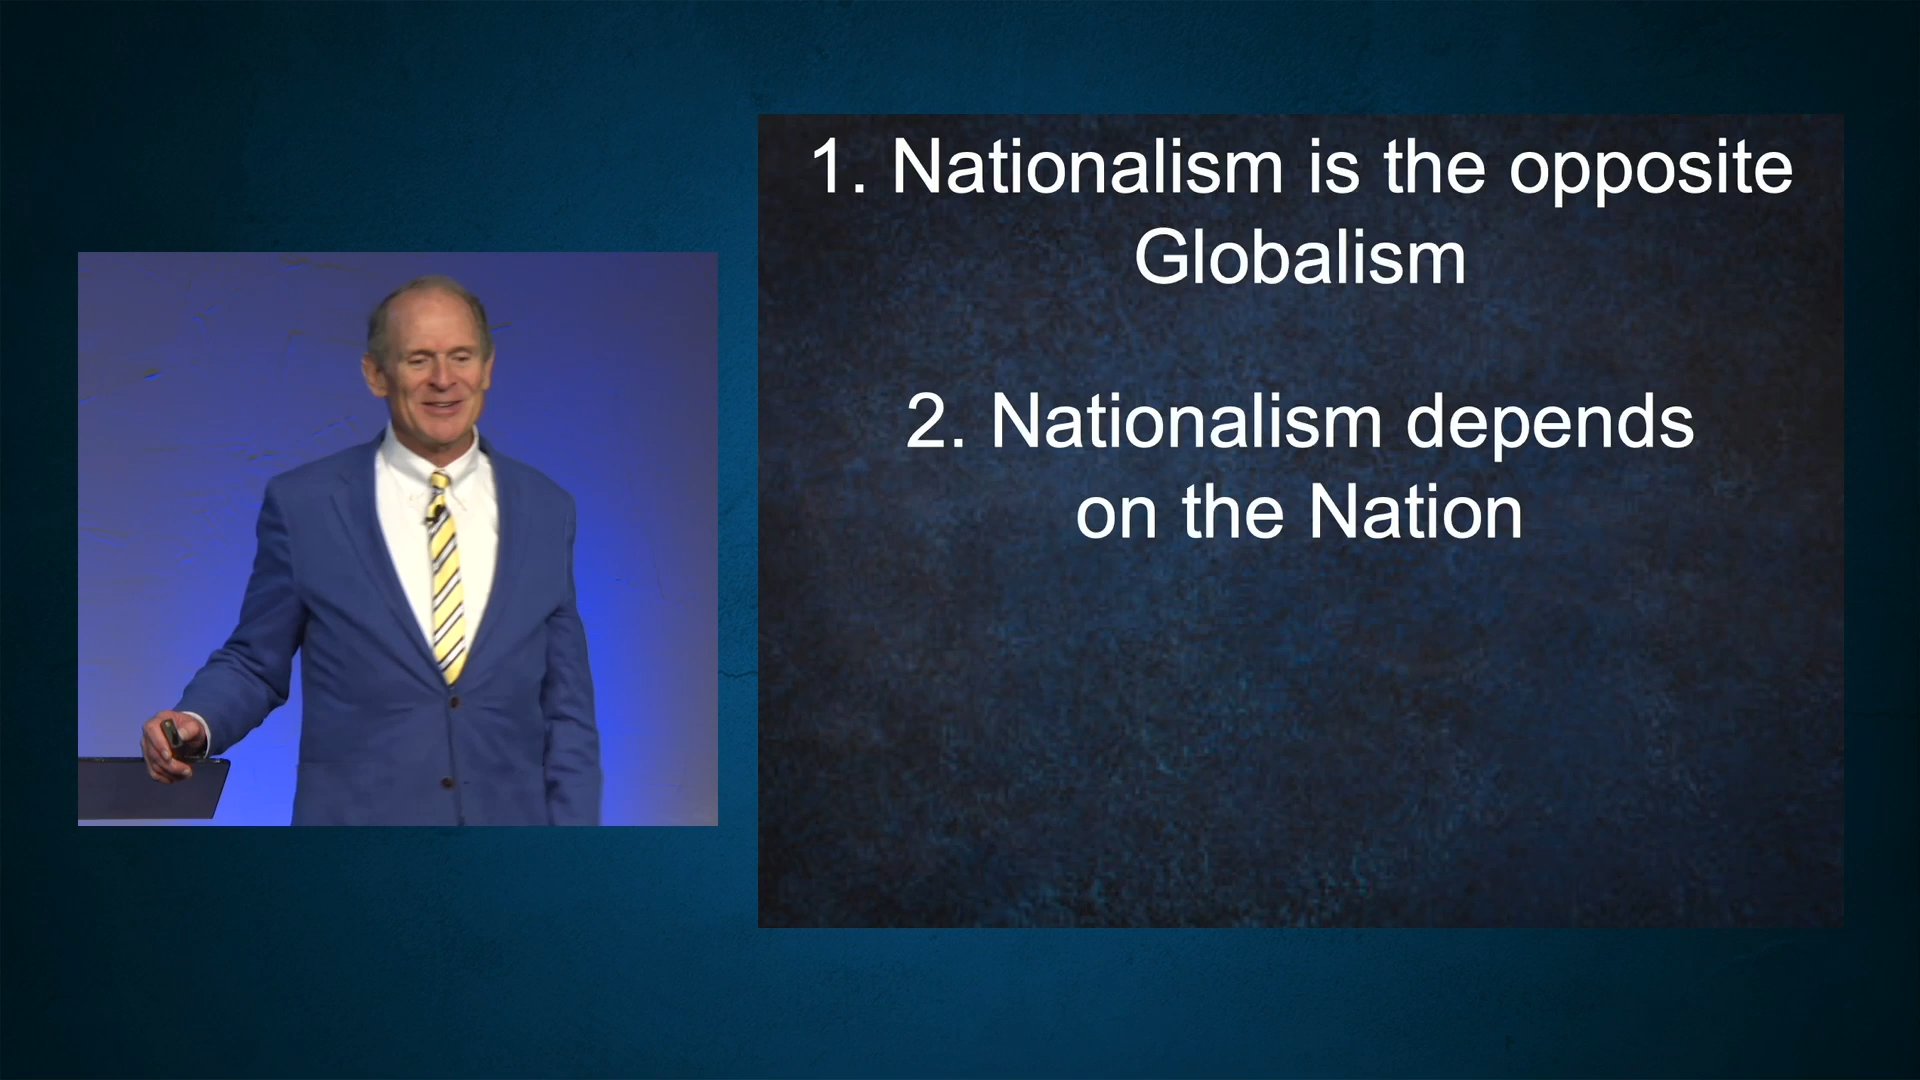 1. Nationalism is the opposite
Globalism
2. Nationalism depends
on the Nation